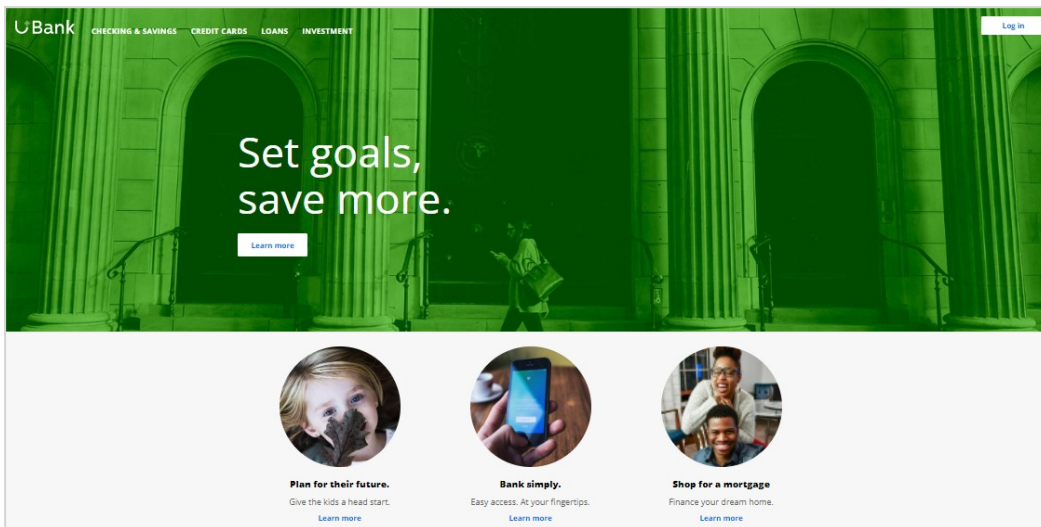 UBank
CHECKING & SAVINGS CREDIT CARDS LOANS INVESTMENT
Log in
Set goals,
save more.
Learn more
Plan for their future.
Give the kids a head start.
Learn more
Bank simply.
Easy access. At your fingertips.
Learn more
Shop for a mortgage
Finance your dream home.
Learn more